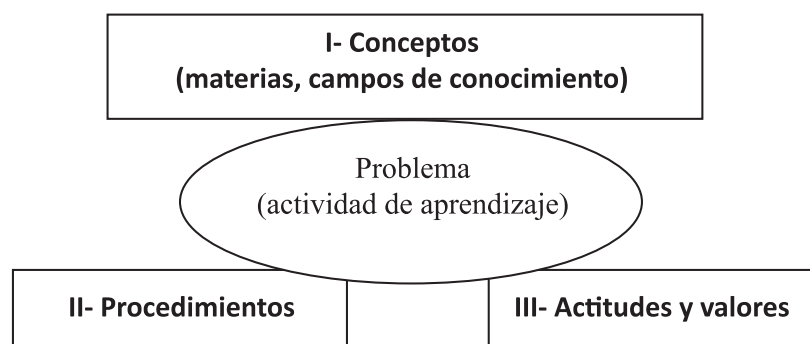 I- Conceptos
(materias, campos de conocimiento)
Problema
(actividad de aprendizaje)
II- Procedimientos
III- Actitudes y valores